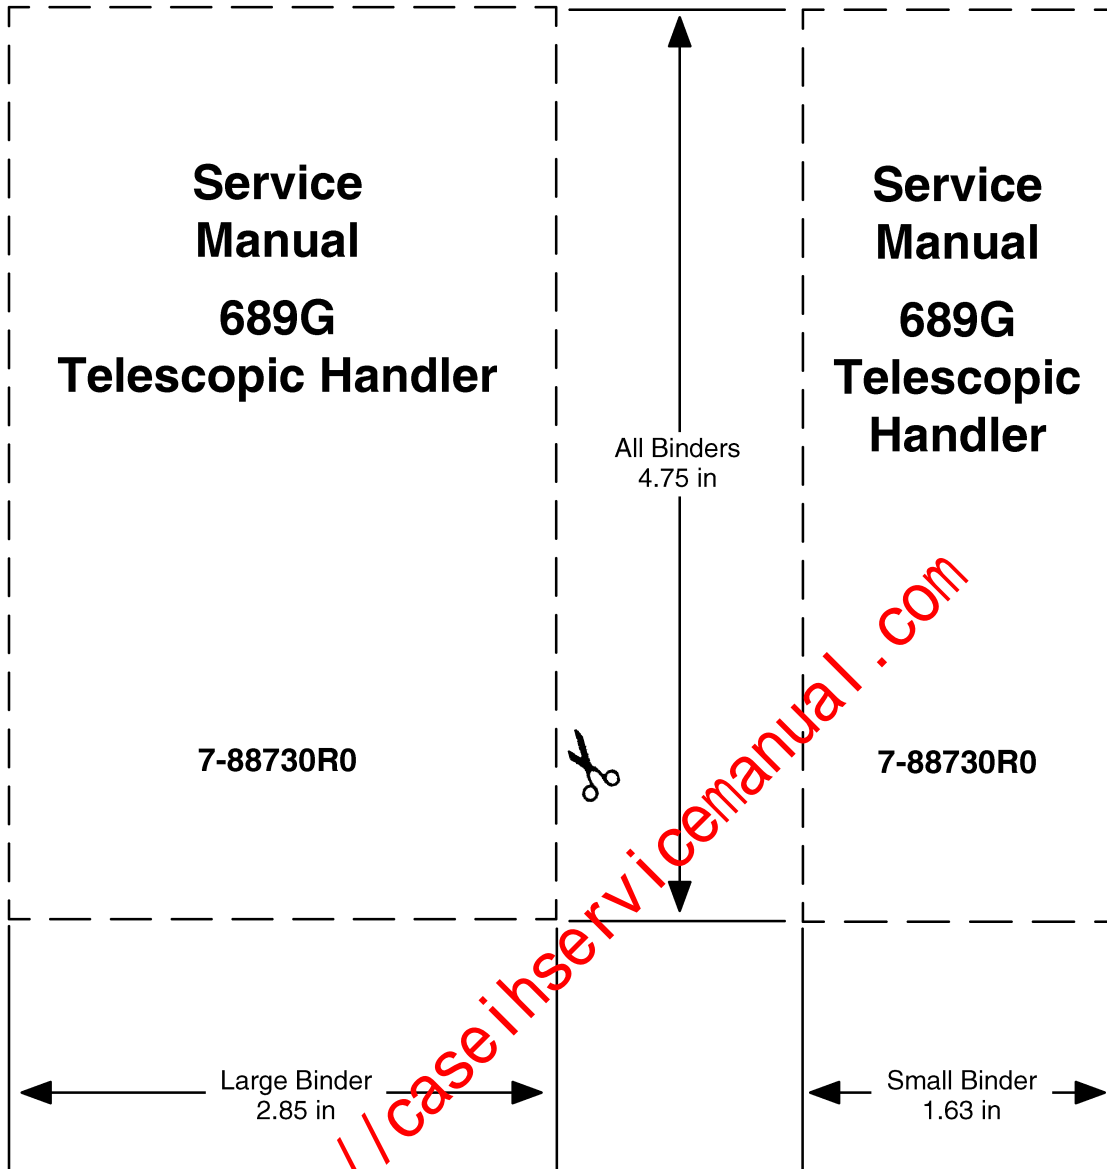 Service
Manual
689G
Telescopic Handler
7-88730R0
All Binders
4.75 in
Service
Manual
689G
Telescopic
Handler
7-88730R0
Large Binder
2.85 in
Small Binder
1.63 in
//caseihservicemanual.com